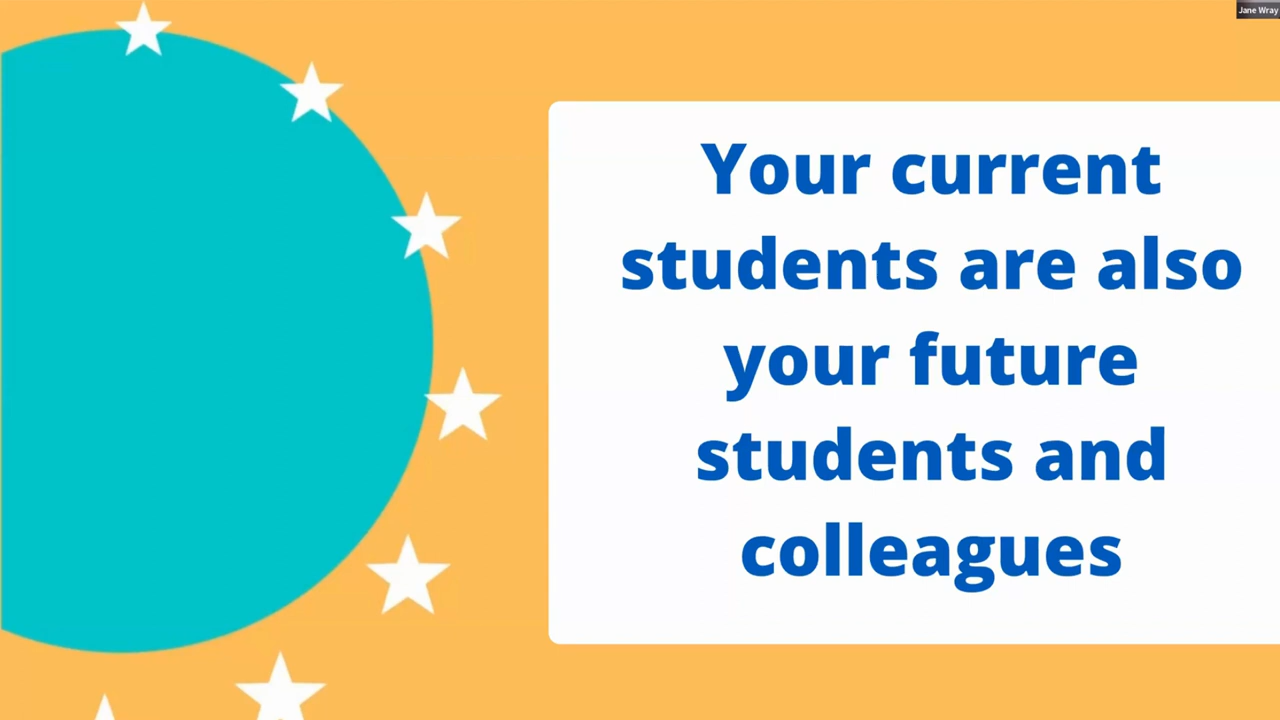 Jane Wray
Your current
students are also
your future
students and
colleagues